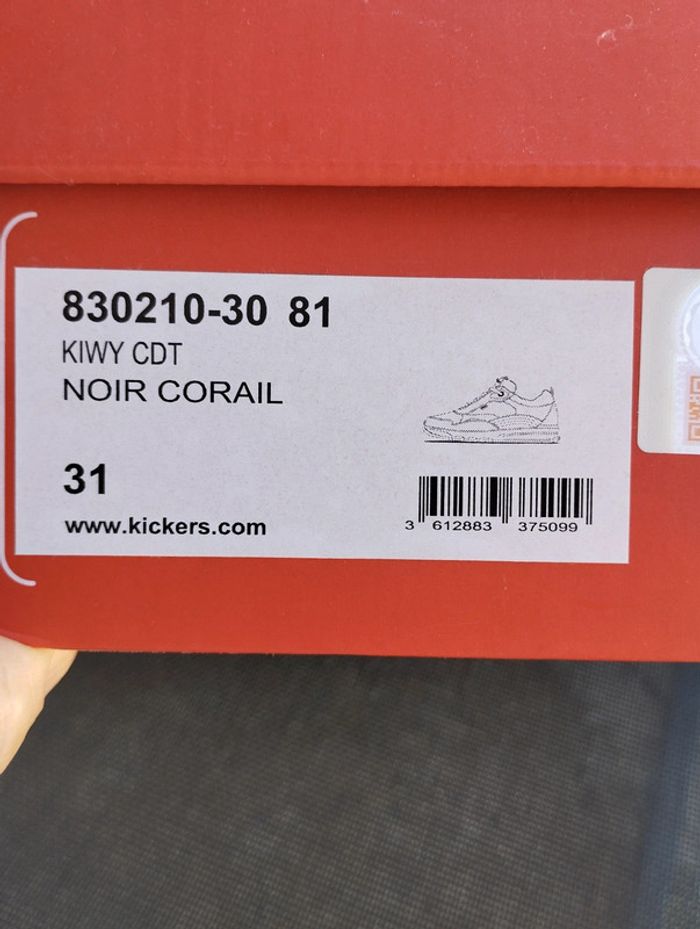 830210-30 81
KIWY CDT
NOIR CORAIL
31
www.kickers.com
3 612883 375099